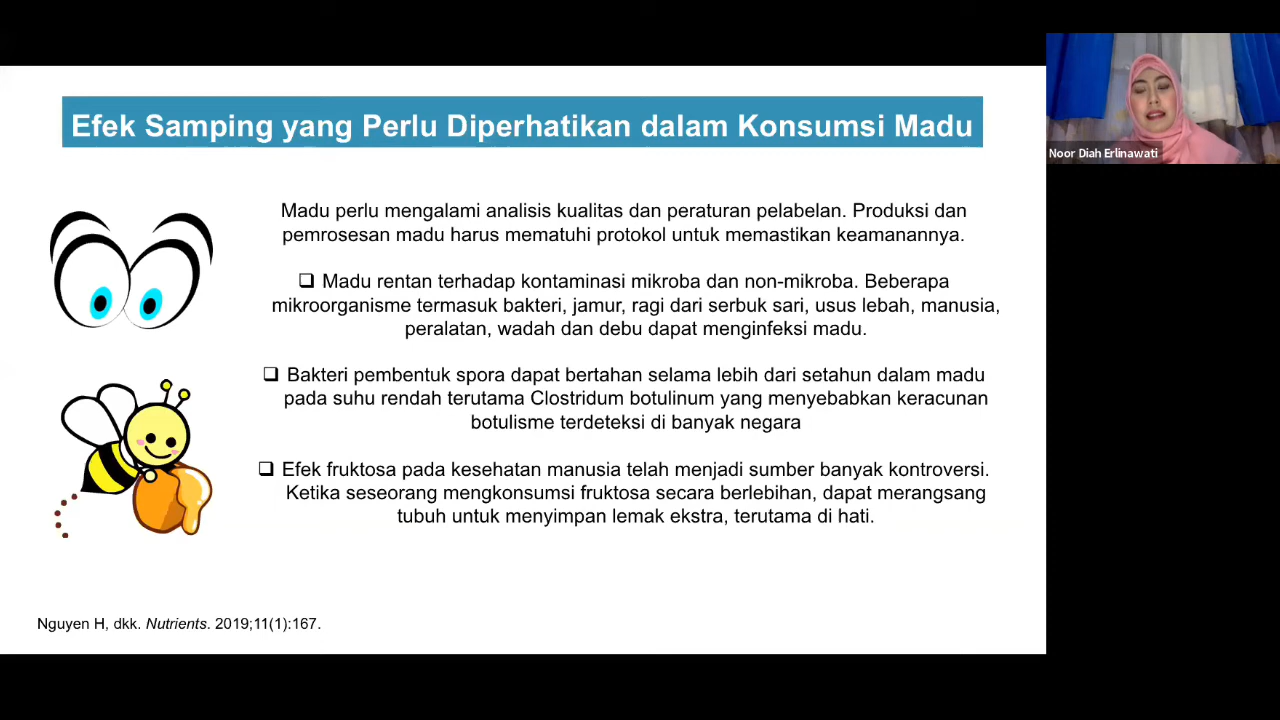 Efek Samping yang Perlu Diperhatikan dalam Konsumsi Madu
Madu perlu mengalami analisis kualitas dan peraturan pelabelan. Produksi dan
pemrosesan madu harus mematuhi protokol untuk memastikan keamanannya.
❑ Madu rentan terhadap kontaminasi mikroba dan non-mikroba. Beberapa
mikroorganisme termasuk bakteri, jamur, ragi dari serbuk sari, usus lebah, manusia,
peralatan, wadah dan debu dapat menginfeksi madu.
❑ Bakteri pembentuk spora dapat bertahan selama lebih dari setahun dalam madu
pada suhu rendah terutama Clostridum botulinum yang menyebabkan keracunan
botulisme terdeteksi di banyak negara
❑ Efek fruktosa pada kesehatan manusia telah menjadi sumber banyak kontroversi.
Ketika seseorang mengkonsumsi fruktosa secara berlebihan, dapat merangsang
tubuh untuk menyimpan lemak ekstra, terutama di hati.
Nguyen H, dkk. Nutrients. 2019;11(1):167.
Noor Diah Erlinawati